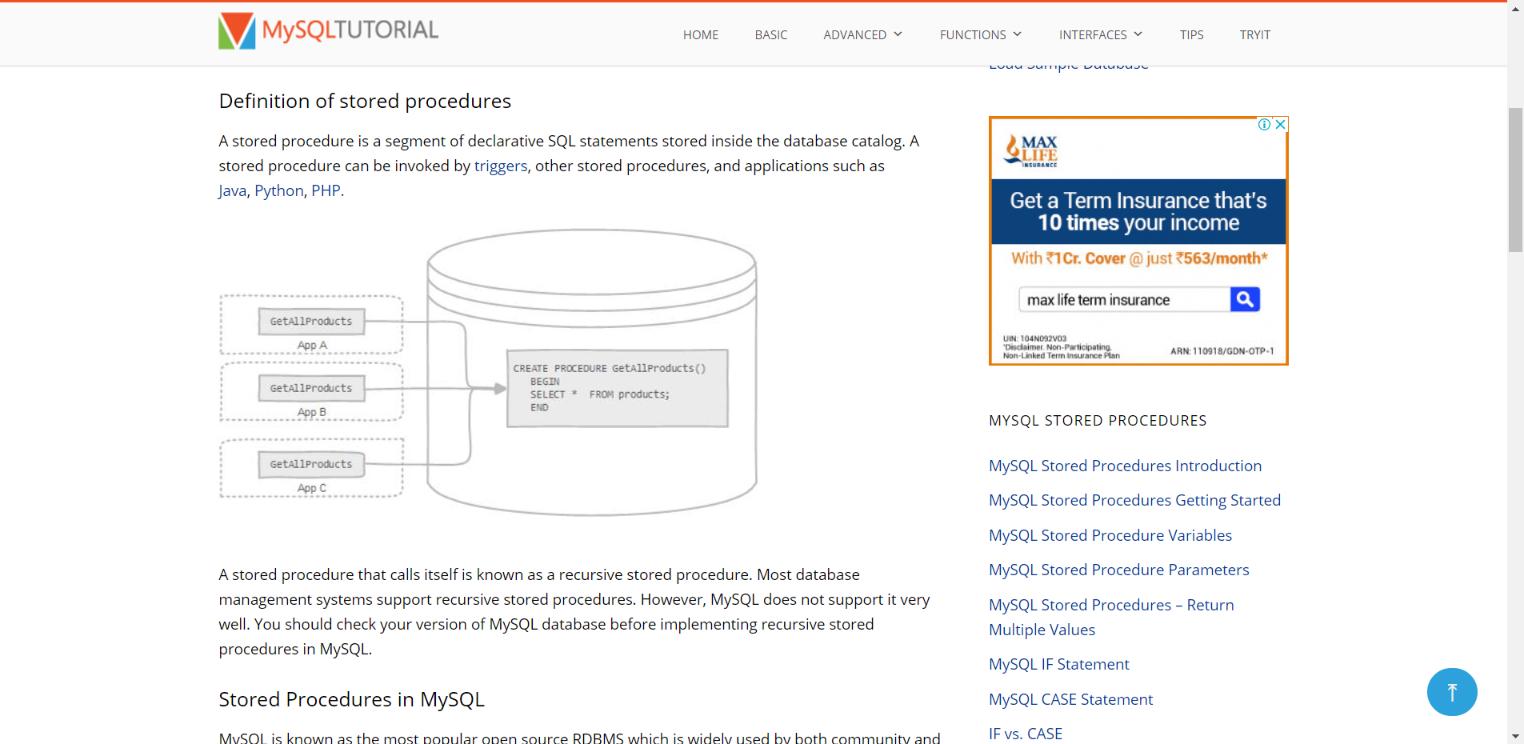 MySQLTUTORIAL
HOME BASIC ADVANCED FUNCTIONS INTERFACES TIPS TRYIT
Load Sample Database
Definition of stored procedures
A stored procedure is a segment of declarative SQL statements stored inside the database catalog. A
stored procedure can be invoked by triggers, other stored procedures, and applications such as
Java, Python, PHP.
GetAllProducts
App A
GetAllProducts
App B
GetAllProducts
App C
CREATE PROCEDURE GetAllProducts()
BEGIN
SELECT * FROM products;
END
A stored procedure that calls itself is known as a recursive stored procedure. Most database
management systems support recursive stored procedures. However, MySQL does not support it very
well. You should check your version of MySQL database before implementing recursive stored
procedures in MySQL.
Stored Procedures in MySQL
MySQL is known as the most popular open source RDBMS which is widely used by both community and
MAX
LIFE
INSURANCE
Get a Term Insurance that's
10 times your income
With ₹1Cr. Cover @ just ₹563/month*
max life term insurance
UIN: 104N092V03
*Disclaimer. Non-Participating,
Non-Linked Term Insurance Plan
ARN: 110918/GDN-OTP-1
MYSQL STORED PROCEDURES
MySQL Stored Procedures Introduction
MySQL Stored Procedures Getting Started
MySQL Stored Procedure Variables
MySQL Stored Procedure Parameters
MySQL Stored Procedures – Return
Multiple Values
MySQL IF Statement
MySQL CASE Statement
IF vs. CASE